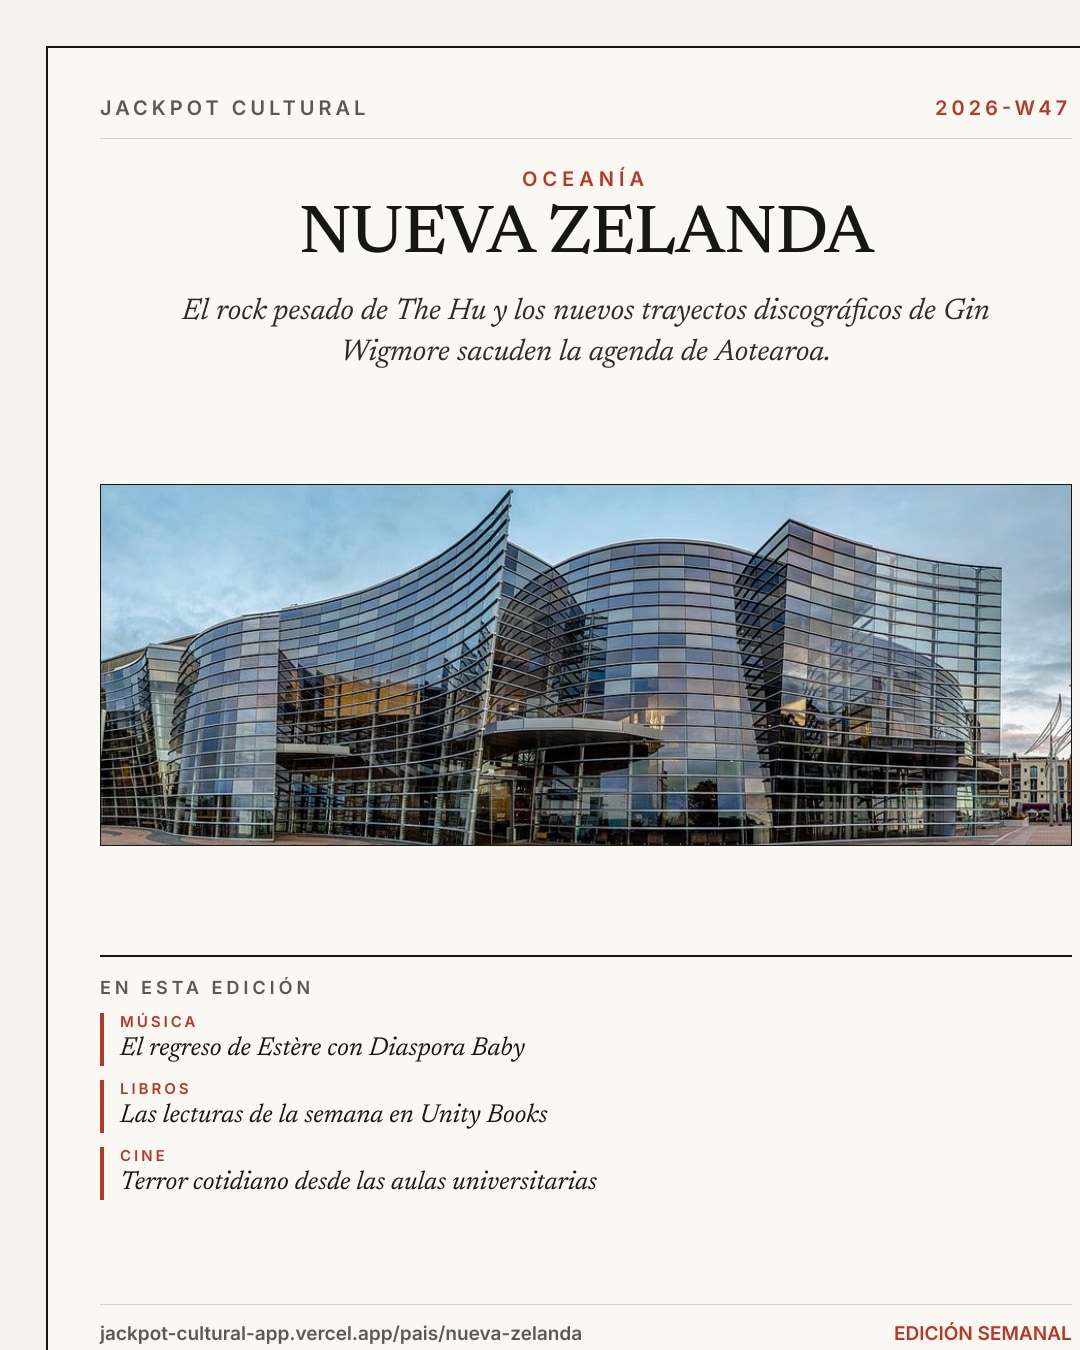 JACKPOT CULTURAL
2026-W47
OCEANÍA
NUEVA ZELANDA
El rock pesado de The Hu y los nuevos trayectos discográficos de Gin
Wigmore sacuden la agenda de Aotearoa.
EN ESTA EDICIÓN
MÚSICA
El regreso de Estère con Diaspora Baby
LIBROS
Las lecturas de la semana en Unity Books
CINE
Terror cotidiano desde las aulas universitarias
jackpot-cultural-app.vercel.app/pais/nueva-zelanda
EDICIÓN SEMANAL